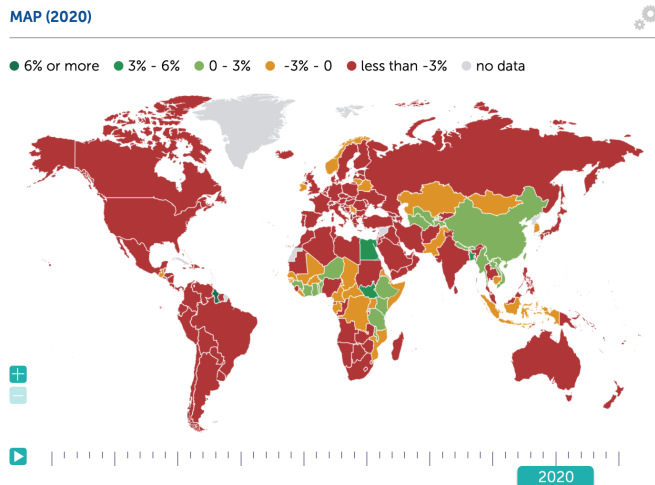 MAP (2020)
6% or more 3% - 6% 0 - 3% -3% - 0 less than -3% no data
2020